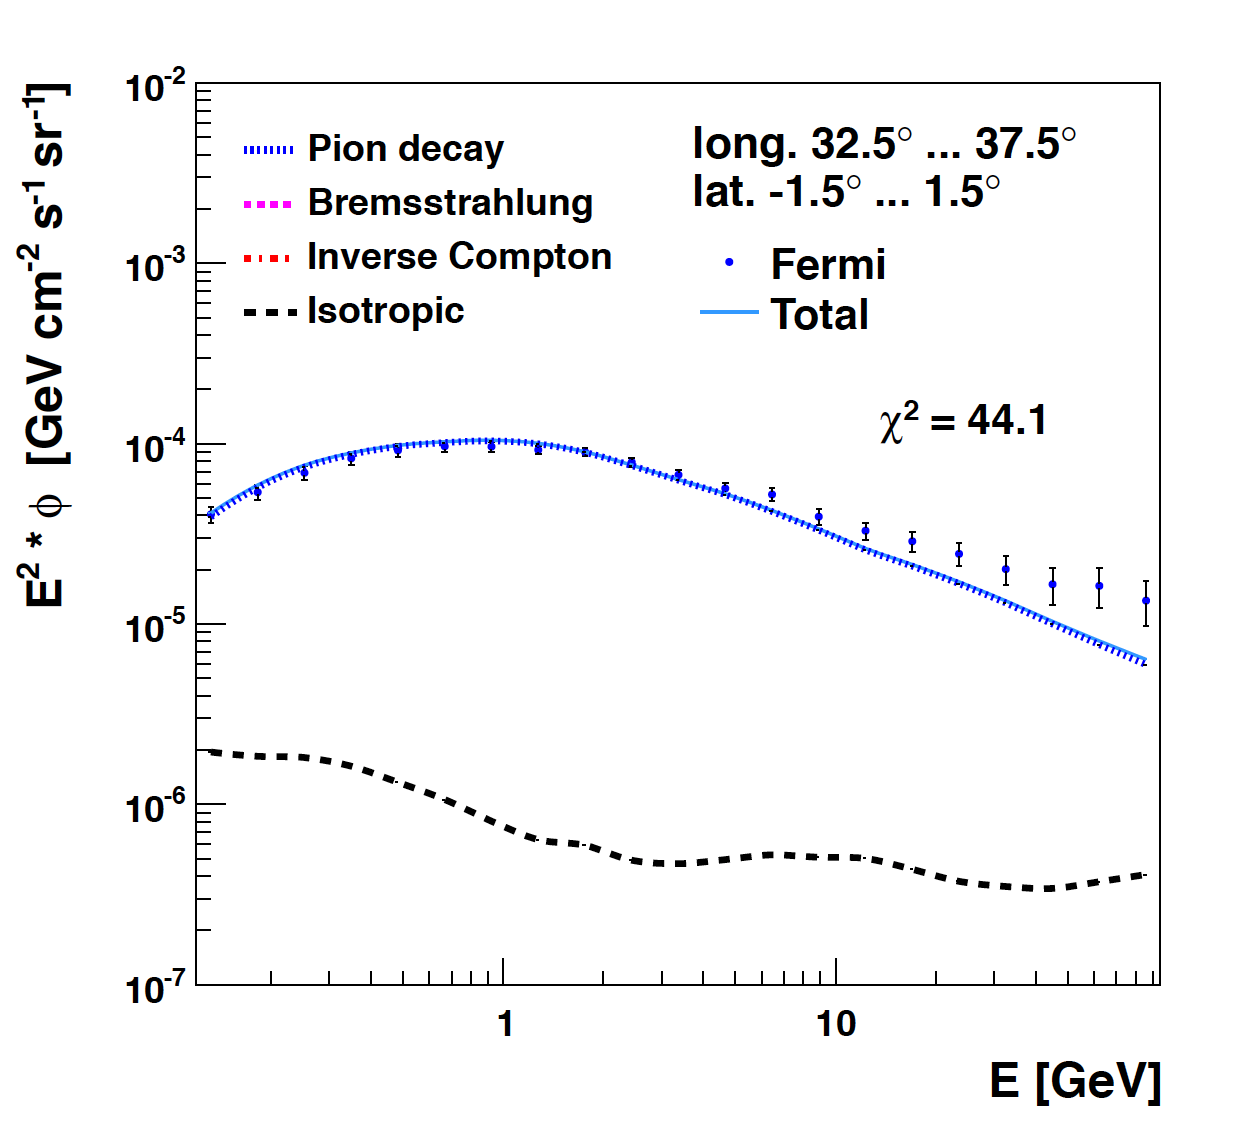 10⁻²
10⁻³
10⁻⁴
10⁻⁵
10⁻⁶
10⁻⁷
E² * ϕ [GeV cm⁻² s⁻¹ sr⁻¹]
Pion decay
Bremsstrahlung
Inverse Compton
Isotropic
long. 32.5° ... 37.5°
lat. -1.5° ... 1.5°
Fermi
Total
χ² = 44.1
1
10
E [GeV]